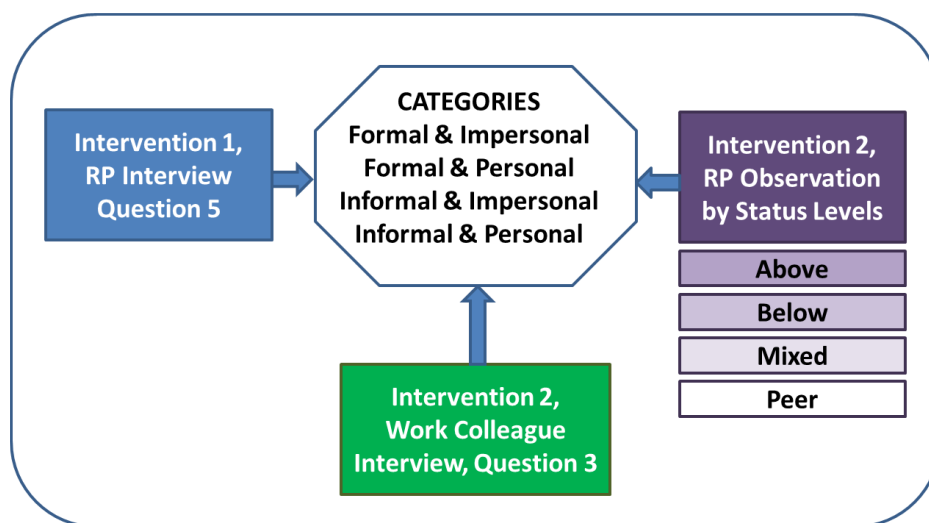 Intervention 1,
RP Interview
Question 5
CATEGORIES
Formal & Impersonal
Formal & Personal
Informal & Impersonal
Informal & Personal
Intervention 2,
RP Observation
by Status Levels
Above
Below
Mixed
Peer
Intervention 2,
Work Colleague
Interview, Question 3